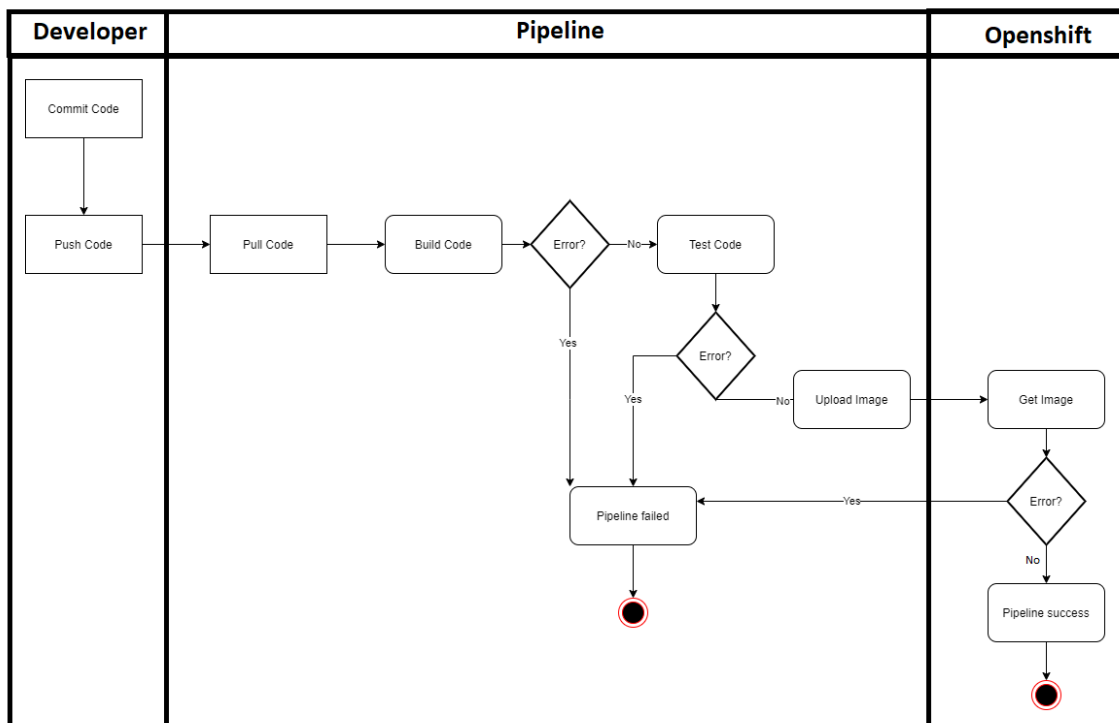 Developer
Pipeline
Openshift
Commit Code
Push Code
Pull Code
Build Code
Error?
No
Test Code
Yes
Error?
Yes
No
Upload Image
Get Image
Pipeline failed
Yes
Error?
No
Pipeline success